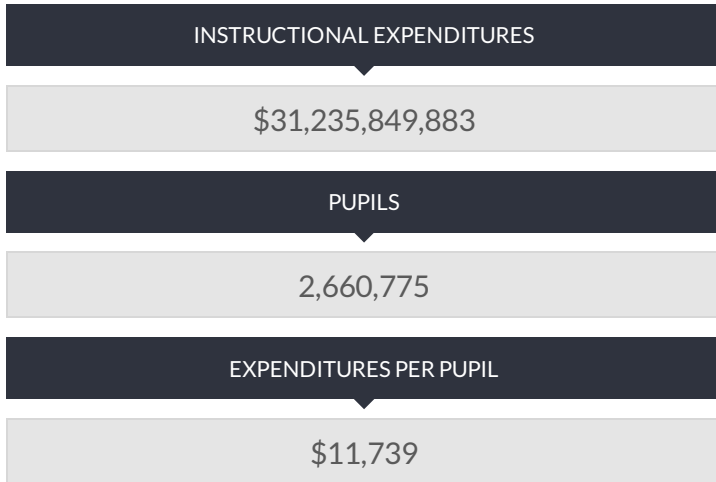 INSTRUCTIONAL EXPENDITURES
$31,235,849,883
PUPILS
2,660,775
EXPENDITURES PER PUPIL
$11,739